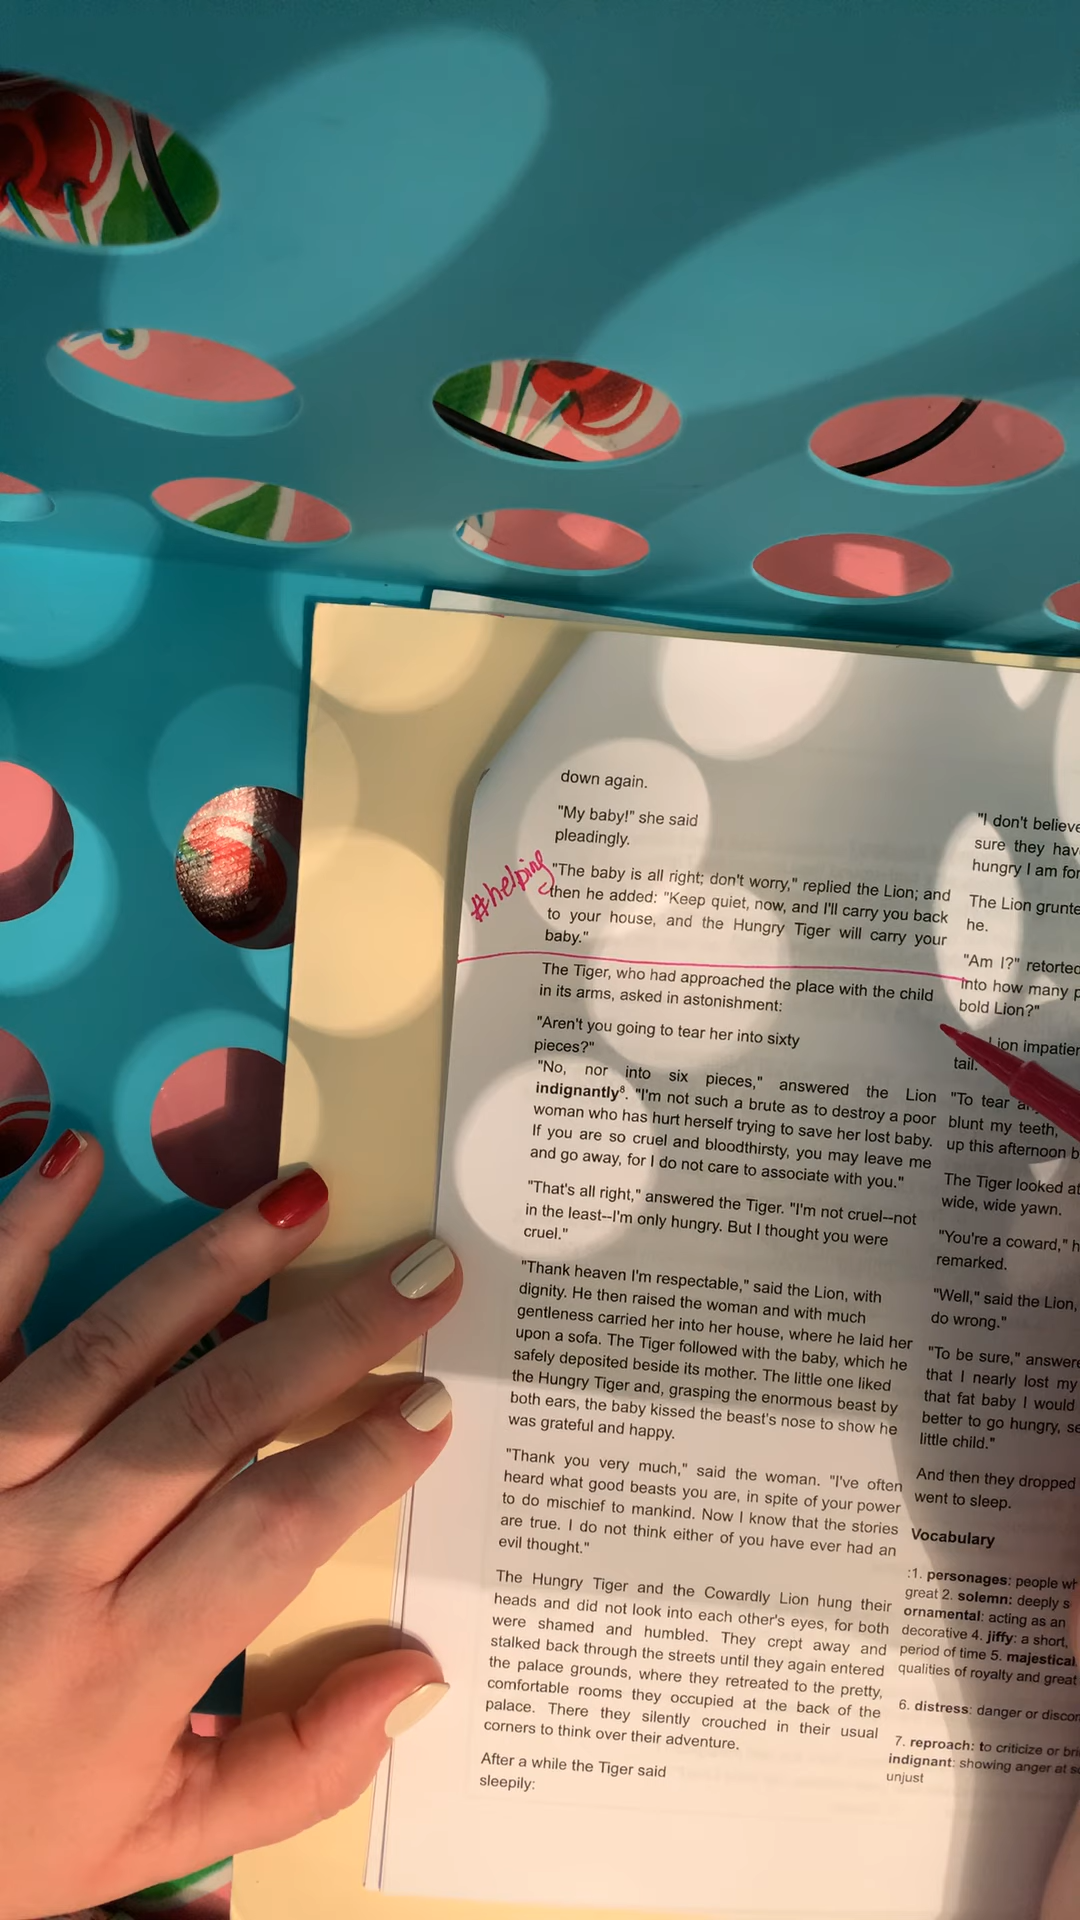 down again.
"My baby!" she said
pleadingly.
#helping
"The baby is all right; don't worry," replied the Lion; and
then he added: "Keep quiet, now, and I'll carry you back
to your house, and the Hungry Tiger will carry your
baby."
The Tiger, who had approached the place with the child
in its arms, asked in astonishment:
"Aren't you going to tear her into sixty
pieces?"
"No, nor into six pieces," answered the Lion
indignantly⁸. "I'm not such a brute as to destroy a poor
woman who has hurt herself trying to save her lost baby.
If you are so cruel and bloodthirsty, you may leave me
and go away, for I do not care to associate with you."
"That's all right," answered the Tiger. "I'm not cruel--not
in the least--I'm only hungry. But I thought you were
cruel."
"Thank heaven I'm respectable," said the Lion, with
dignity. He then raised the woman and with much
gentleness carried her into her house, where he laid her
upon a sofa. The Tiger followed with the baby, which he
safely deposited beside its mother. The little one liked
the Hungry Tiger and, grasping the enormous beast by
both ears, the baby kissed the beast's nose to show he
was grateful and happy.
"Thank you very much," said the woman. "I've often
heard what good beasts you are, in spite of your power
to do mischief to mankind. Now I know that the stories
are true. I do not think either of you have ever had an
evil thought."
The Hungry Tiger and the Cowardly Lion hung their
heads and did not look into each other's eyes, for both
were shamed and humbled. They crept away and
stalked back through the streets until they again entered
the palace grounds, where they retreated to the pretty,
comfortable rooms they occupied at the back of the
palace. There they silently crouched in their usual
corners to think over their adventure.
After a while the Tiger said
sleepily:
"I don't believe
sure they hav
hungry I am for
The Lion grunte
he.
"Am I?" retorted
into how many p
bold Lion?"
Lion impatien
tail.
"To tear
blunt my teeth,
up this afternoon b
The Tiger looked at
wide, wide yawn.
"You're a coward," h
remarked.
"Well," said the Lion,
do wrong."
"To be sure," answere
that I nearly lost my
that fat baby I would
better to go hungry, se
little child."
And then they dropped
went to sleep.
Vocabulary
:1. personages: people wh
great 2. solemn: deeply s
ornamental: acting as an
decorative 4. jiffy: a short,
period of time 5. majestical
qualities of royalty and great
6. distress: danger or discom
7. reproach: to criticize or bri
indignant: showing anger at so
unjust